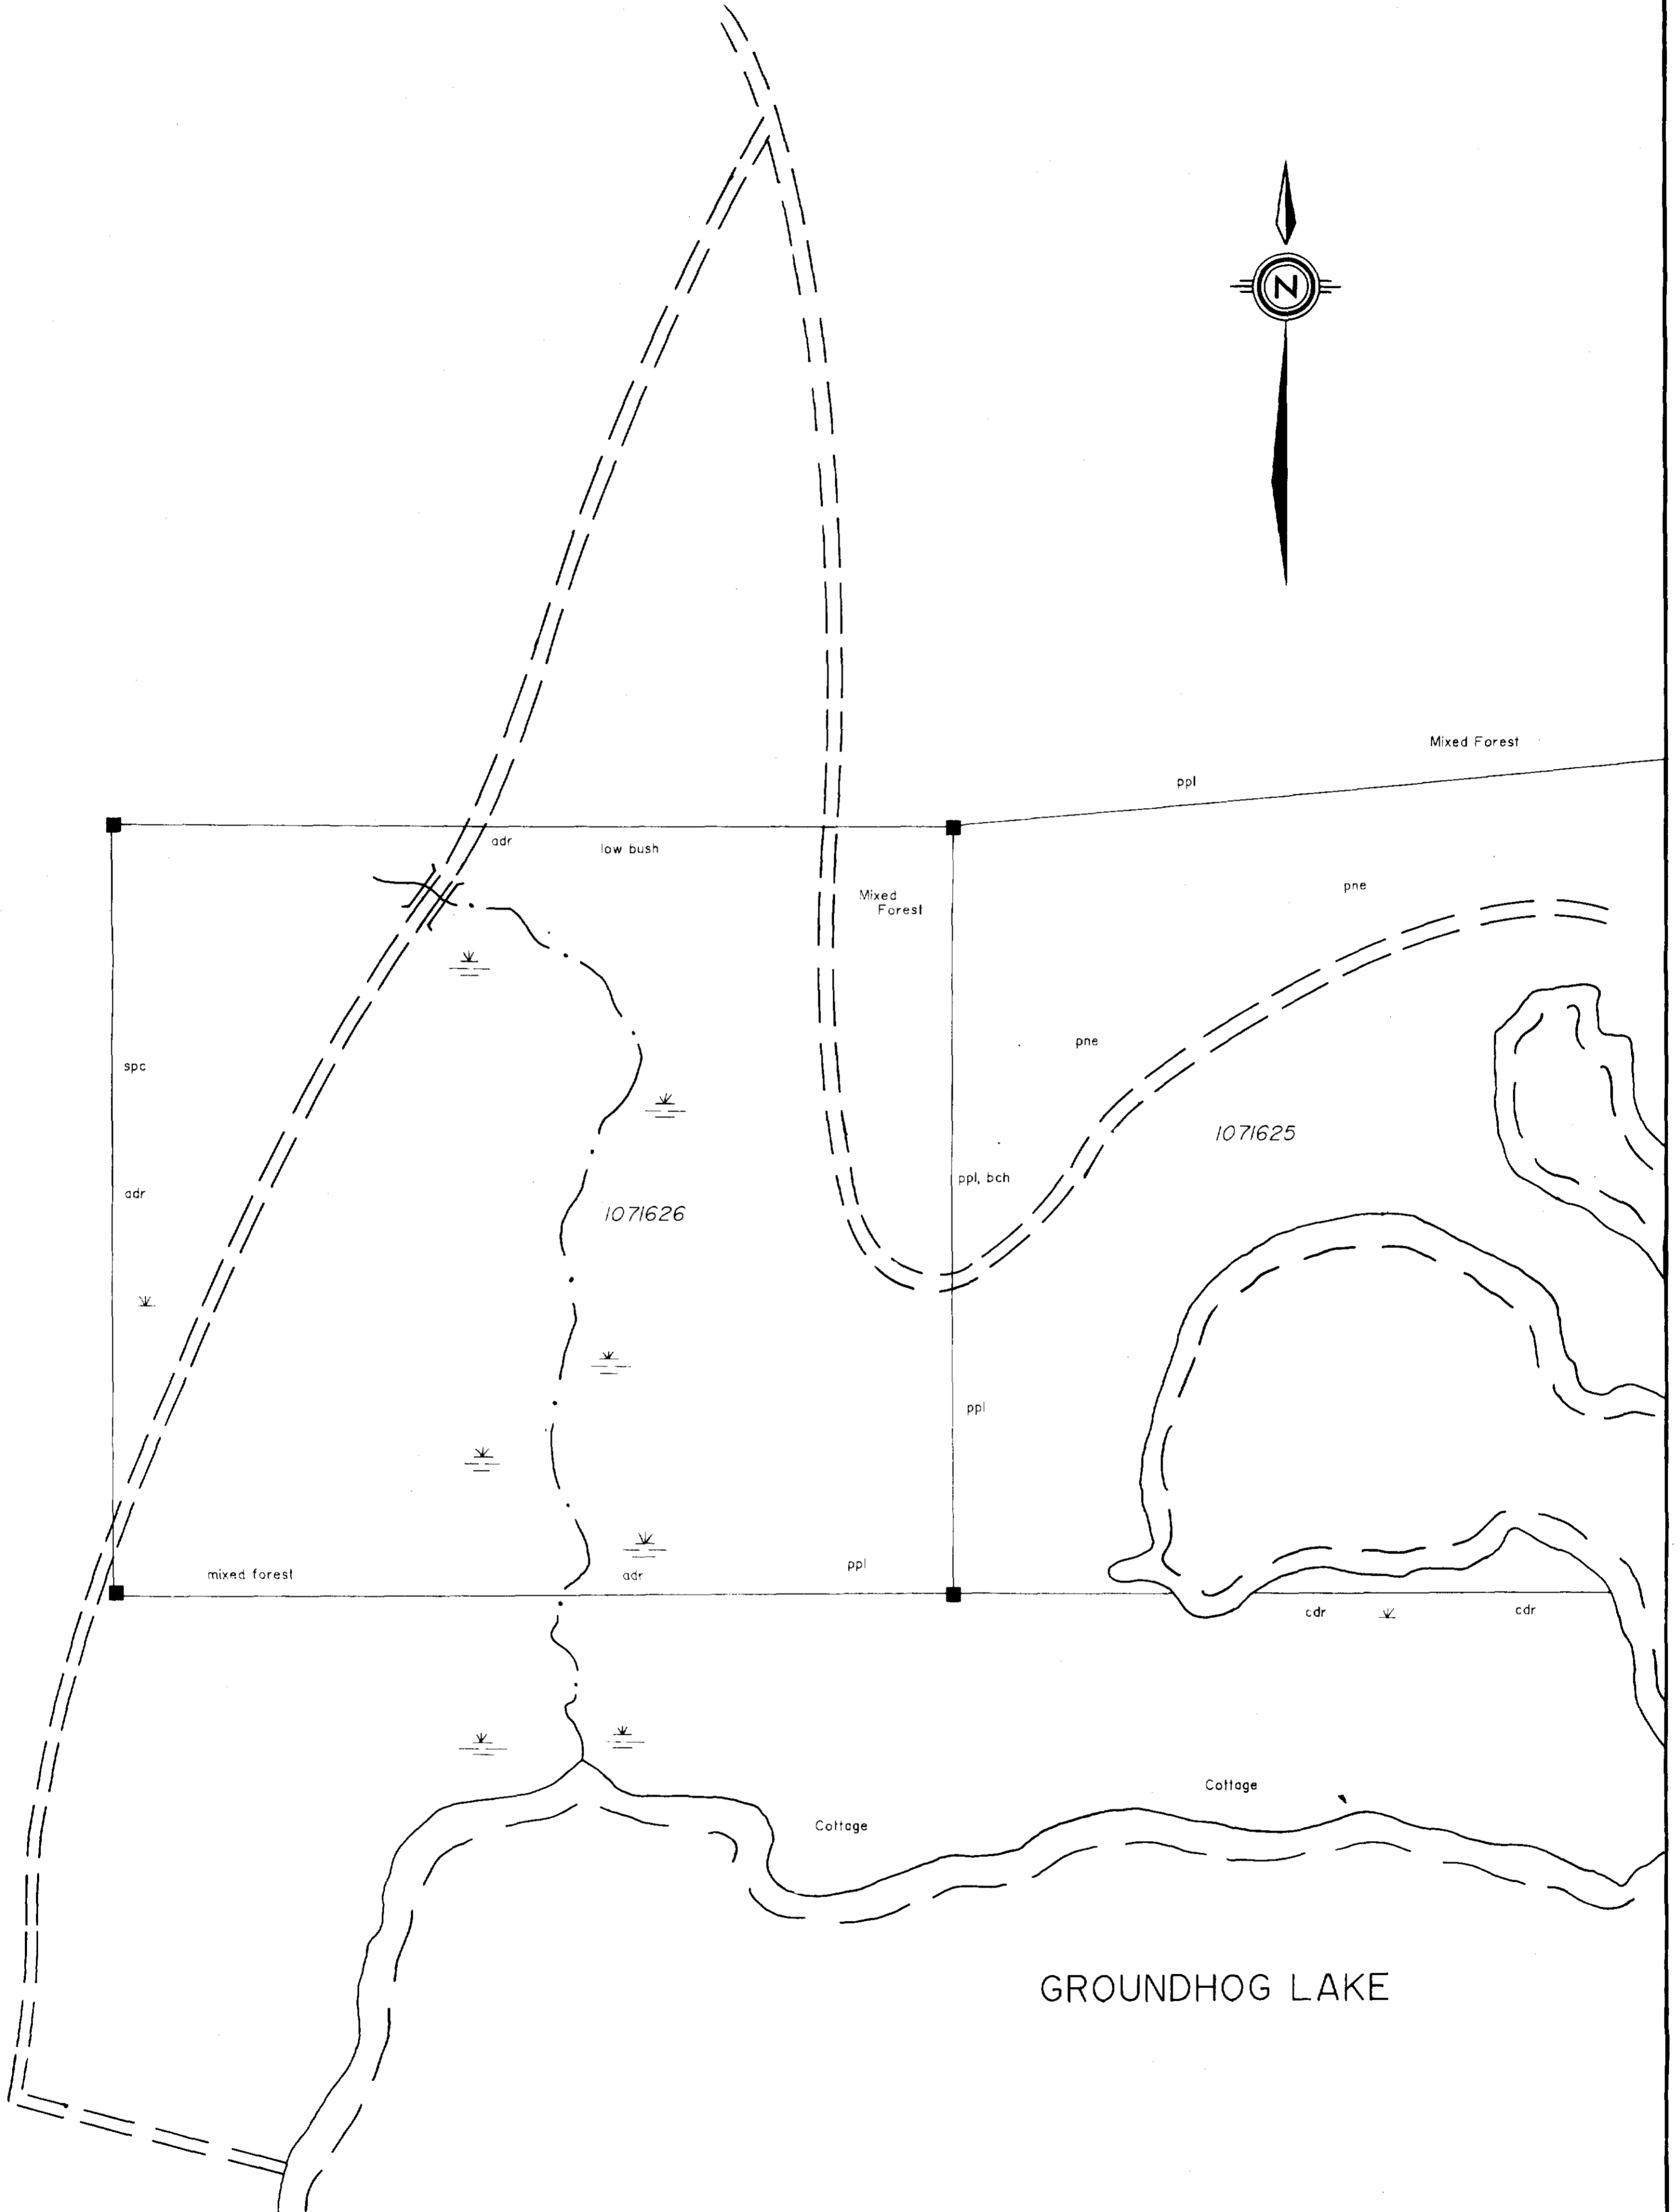 N
Mixed Forest
ppl
adr
low bush
pne
Mixed
Forest
pne
spc
1071625
ppl, bch
adr
1071626
ppl
ppl
mixed forest
adr
cdr
cdr
Cottage
Cottage
GROUNDHOG LAKE